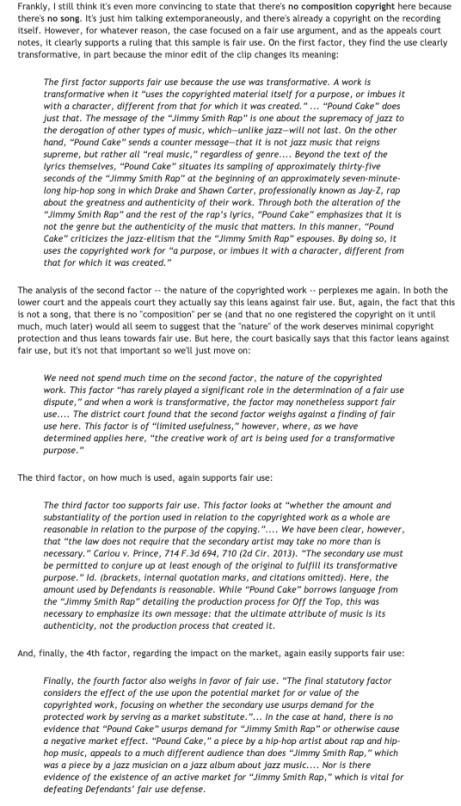 Frankly, I still think it's even more convincing to state that there's no composition copyright here because
there's no song. It's just him talking extemporaneously, and there's already a copyright on the recording
itself. However, for whatever reason, the case focused on a fair use argument, and as the appeals court
notes, it clearly supports a ruling that this sample is fair use. On the first factor, they find the use clearly
transformative, in part because the minor edit of the clip changes its meaning:
The first factor supports fair use because the use was transformative. A work is
transformative when it "uses the copyrighted material itself for a purpose, or imbues it
with a character, different from that for which it was created." ... "Pound Cake" does
just that. The message of the "Jimmy Smith Rap" is one about the supremacy of jazz to
the derogation of other types of music, which—unlike jazz—will not last. On the other
hand, "Pound Cake" sends a counter message—that it is not jazz music that reigns
supreme, but rather all "real music," regardless of genre.... Beyond the text of the
lyrics themselves, "Pound Cake" situates its sampling of approximately thirty-five
seconds of the "Jimmy Smith Rap" at the beginning of an approximately seven-minute-
long hip-hop song in which Drake and Shawn Carter, professionally known as Jay-Z, rap
about the greatness and authenticity of their work. Through both the alteration of the
"Jimmy Smith Rap" and the rest of the rap's lyrics, "Pound Cake" emphasizes that it is
not the genre but the authenticity of the music that matters. In this manner, "Pound
Cake" criticizes the jazz-elitism that the "Jimmy Smith Rap" espouses. By doing so, it
uses the copyrighted work for "a purpose, or imbues it with a character, different from
that for which it was created."
The analysis of the second factor -- the nature of the copyrighted work -- perplexes me again. In both the
lower court and the appeals court they actually say this leans against fair use. But, again, the fact that this
is not a song, that there is no "composition" per se (and that no one registered the copyright on it until
much, much later) would all seem to suggest that the "nature" of the work deserves minimal copyright
protection and thus leans towards fair use. But here, the court basically says that this factor leans against
fair use, but it's not that important so we'll just move on:
We need not spend much time on the second factor, the nature of the copyrighted
work. This factor "has rarely played a significant role in the determination of a fair use
dispute," and when a work is transformative, the factor may nonetheless support fair
use.... The district court found that the second factor weighs against a finding of fair
use here. This factor is of "limited usefulness," however, where, as we have
determined applies here, "the creative work of art is being used for a transformative
purpose."
The third factor, on how much is used, again supports fair use:
The third factor too supports fair use. This factor looks at "whether the amount and
substantiality of the portion used in relation to the copyrighted work as a whole are
reasonable in relation to the purpose of the copying.".... We have been clear, however,
that "the law does not require that the secondary artist may take no more than is
necessary." Cariou v. Prince, 714 F.3d 694, 710 (2d Cir. 2013). "The secondary use must
be permitted to conjure up at least enough of the original to fulfill its transformative
purpose." Id. (brackets, internal quotation marks, and citations omitted). Here, the
amount used by Defendants is reasonable. While "Pound Cake" borrows language from
the "Jimmy Smith Rap" detailing the production process for Off the Top, this was
necessary to emphasize its own message: that the ultimate attribute of music is its
authenticity, not the production process that created it.
And, finally, the 4th factor, regarding the impact on the market, again easily supports fair use:
Finally, the fourth factor also weighs in favor of fair use. "The final statutory factor
considers the effect of the use upon the potential market for or value of the
copyrighted work, focusing on whether the secondary use usurps demand for the
protected work by serving as a market substitute."... In the case at hand, there is no
evidence that "Pound Cake" usurps demand for "Jimmy Smith Rap" or otherwise cause
a negative market effect. "Pound Cake," a piece by a hip-hop artist about rap and hip-
hop music, appeals to a much different audience than does "Jimmy Smith Rap," which
was a piece by a jazz musician on a jazz album about jazz music.... Nor is there
evidence of the existence of an active market for "Jimmy Smith Rap," which is vital for
defeating Defendants' fair use defense.